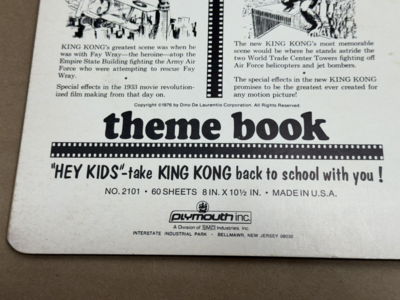 KING KONG's greatest scene was when he
was with Fay Wray—the heroine—atop the
Empire State Building fighting the Army Air
Force who were attempting to rescue Fay
Wray.
Special effects in the 1933 movie revolution-
ized film making from that day on.
The new KING KONG's most memorable
scene would be where he stands astride the
two World Trade Center Towers fighting off
Air Force helicopters and jet bombers.
The special effects in the new KING KONG
promises to be the greatest ever created for
any motion picture!
Copyright ©1976 by Dino De Laurentiis Corporation. All Rights Reserved.
theme book
"HEY KIDS"-take KING KONG back to school with you!
NO. 2101 • 60 SHEETS 8 IN. X 10½ IN. • MADE IN U.S.A.
plymouth inc.
A Division of Industries, Inc.
INTERSTATE INDUSTRIAL PARK • BELLMAWR, NEW JERSEY 08030